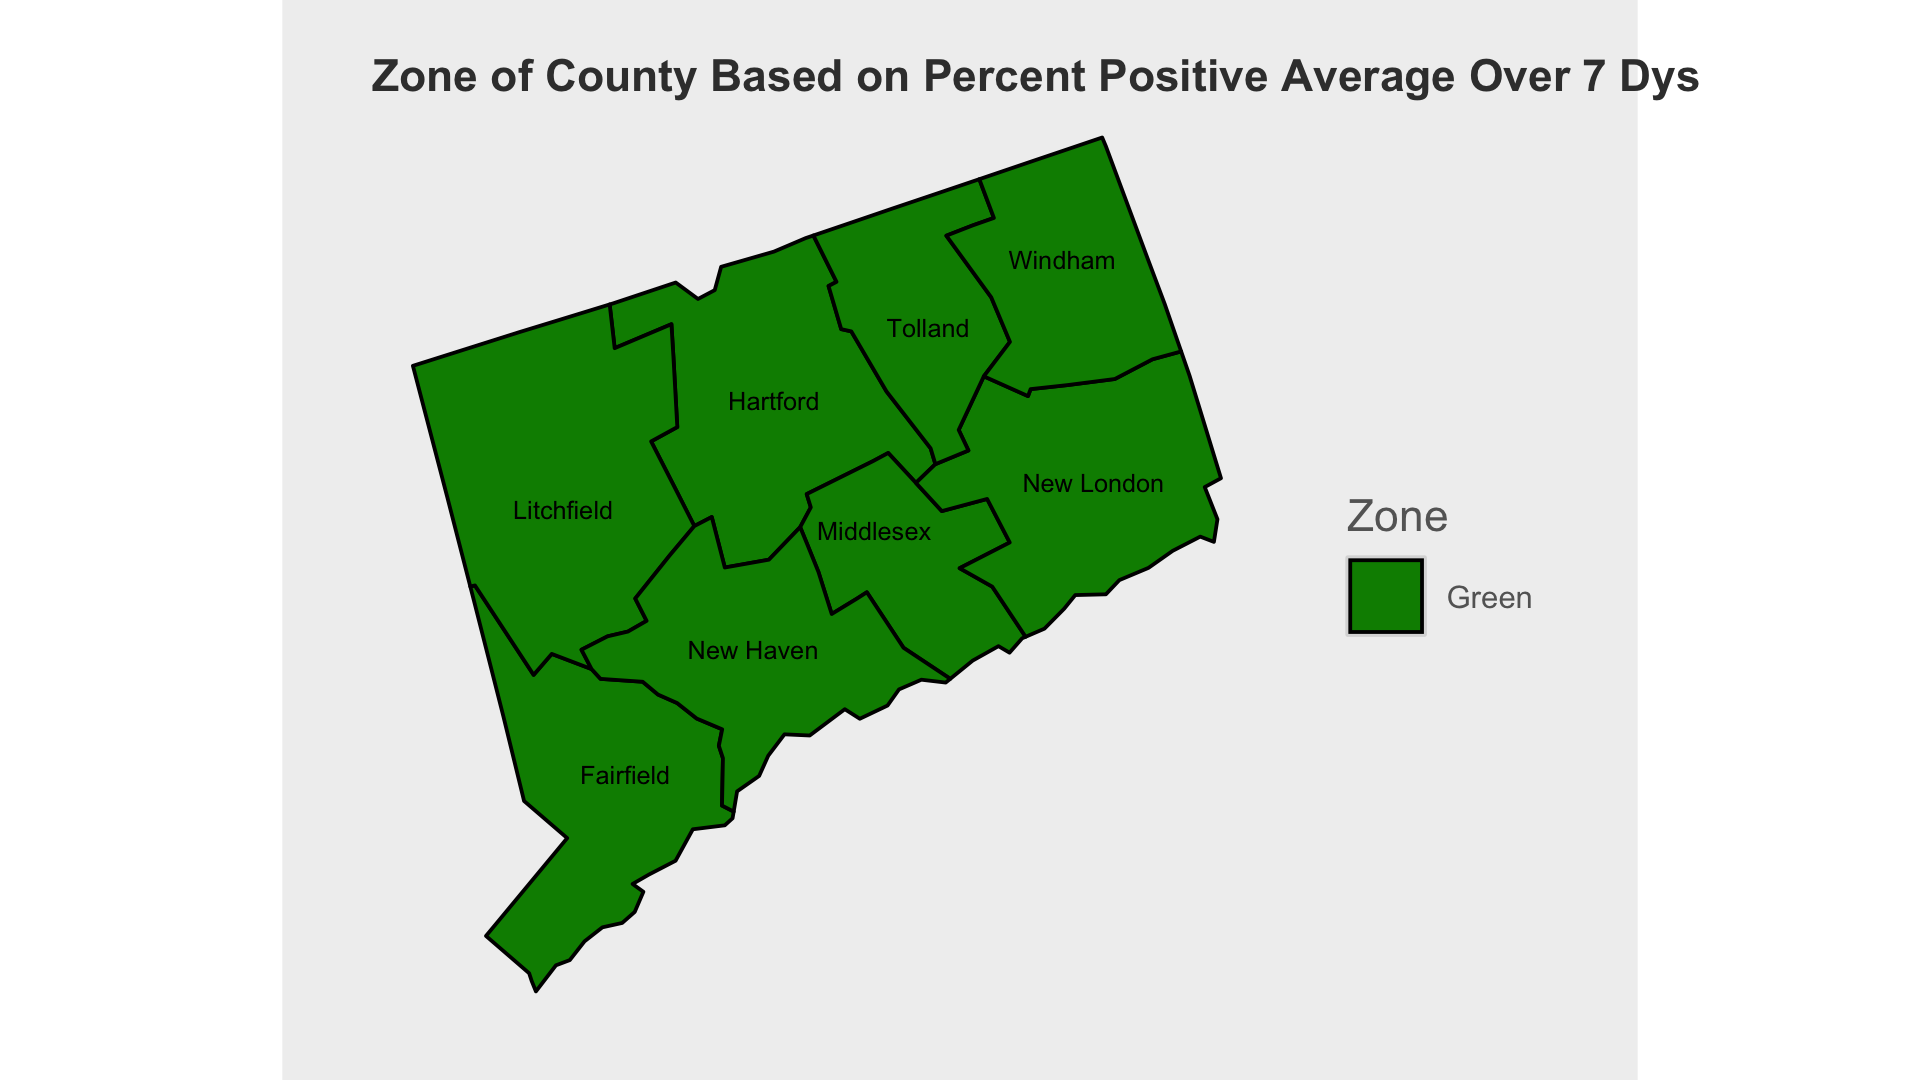 Zone of County Based on Percent Positive Average Over 7 Dys
Windham
Tolland
Hartford
New London
Litchfield
Middlesex
Zone
Green
New Haven
Fairfield